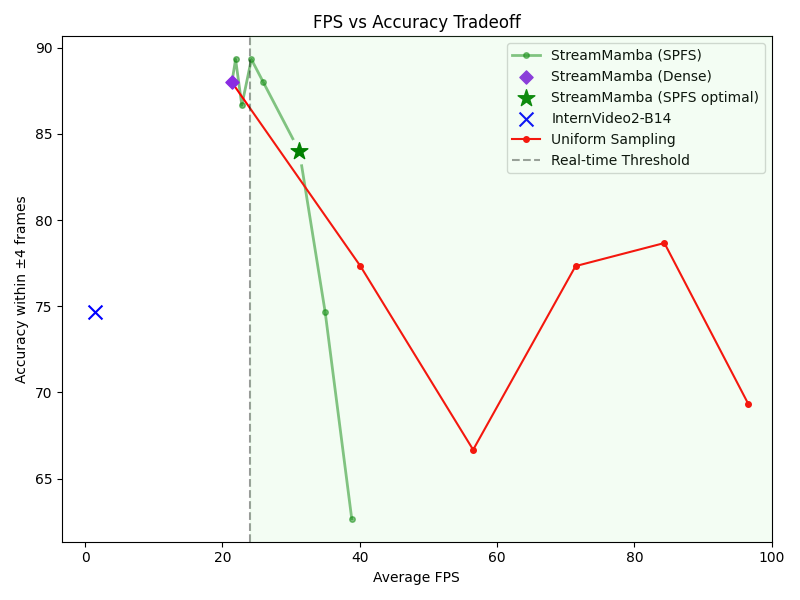 FPS vs Accuracy Tradeoff
StreamMamba (SPFS)
StreamMamba (Dense)
StreamMamba (SPFS optimal)
InternVideo2-B14
Uniform Sampling
Real-time Threshold
Accuracy within ±4 frames
90
85
80
75
70
65
0 20 40 60 80 100
Average FPS